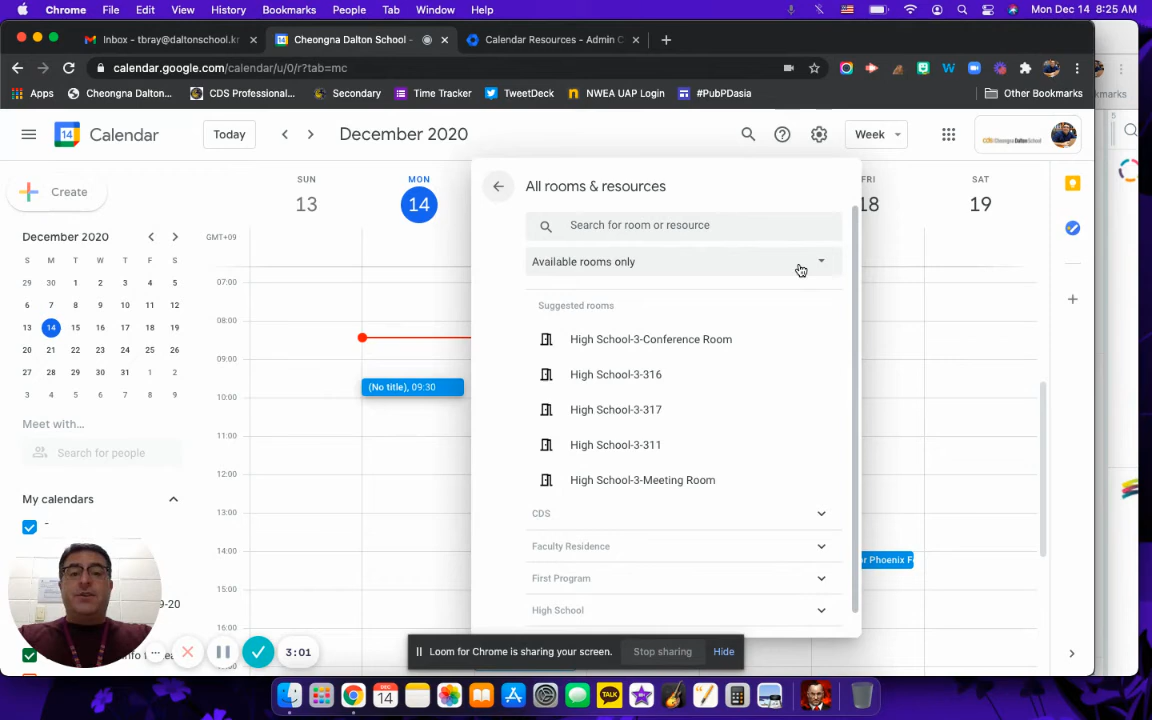 Chrome File Edit View History Bookmarks People Tab Window Help Mon Dec 14 8:25 AM
Inbox - tbray@daltonschool.kr Cheongna Dalton School - Calendar Resources - Admin C
calendar.google.com/calendar/u/0/r?tab=mc
Apps Cheongna Dalton... CDS Professional... Secondary Time Tracker TweetDeck NWEA UAP Login #PubPDasia Other Bookmarks
14 Calendar Today December 2020 Week
Create
SUN MON FRI SAT
13 14 18 19
GMT+09
December 2020
S M T W T F S
29 30 1 2 3 4 5
6 7 8 9 10 11 12
13 14 15 16 17 18 19
20 21 22 23 24 25 26
27 28 29 30 31 1 2
3 4 5 6 7 8 9
Meet with...
Search for people
My calendars
07:00
08:00
09:00
(No title), 09:30
10:00
11:00
12:00
13:00
14:00
15:00
16:00
All rooms & resources
Search for room or resource
Available rooms only
Suggested rooms
High School-3-Conference Room
High School-3-316
High School-3-317
High School-3-311
High School-3-Meeting Room
CDS
Faculty Residence
First Program
High School
r Phoenix F
19-20
3:01
Loom for Chrome is sharing your screen. Stop sharing Hide
DEC
14
TALK